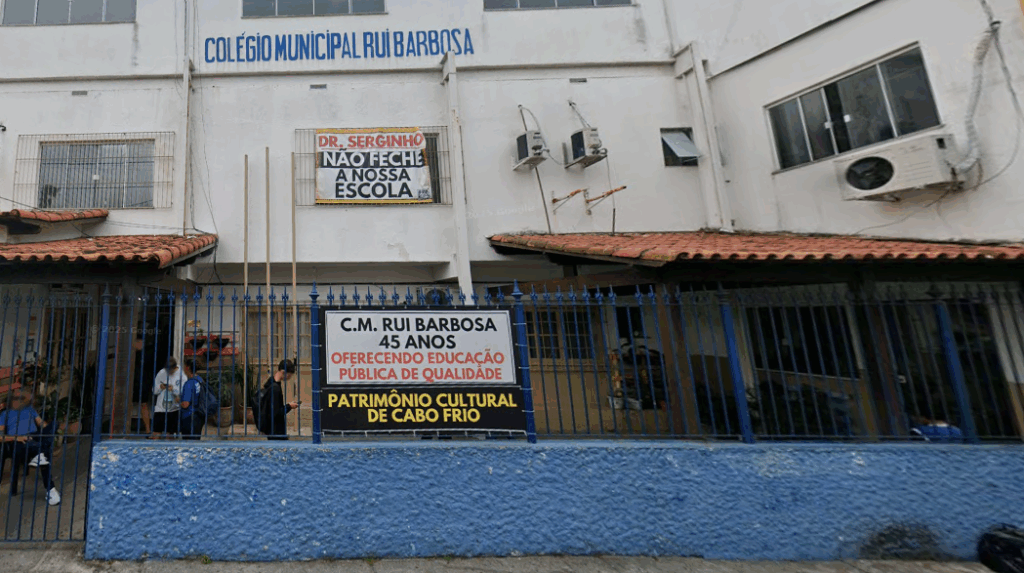 COLÉGIO MUNICIPAL RUI BARBOSA
DR. SERGINHO
NÃO FECHE
A NOSSA
ESCOLA
C.M. RUI BARBOSA
45 ANOS
OFERECENDO EDUCAÇÃO
PÚBLICA DE QUALIDADE
PATRIMÔNIO CULTURAL
DE CABO FRIO